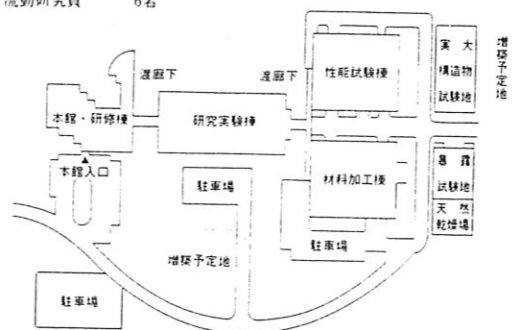 流動研究員 6名
実大
構造物
試験地
増築予定地
渡廊下
渡廊下
性能試験棟
本館・研修棟
研究実験棟
本館入口
駐車場
材料加工棟
暴露
試験地
天然
乾燥場
駐車場
増築予定地
駐車場